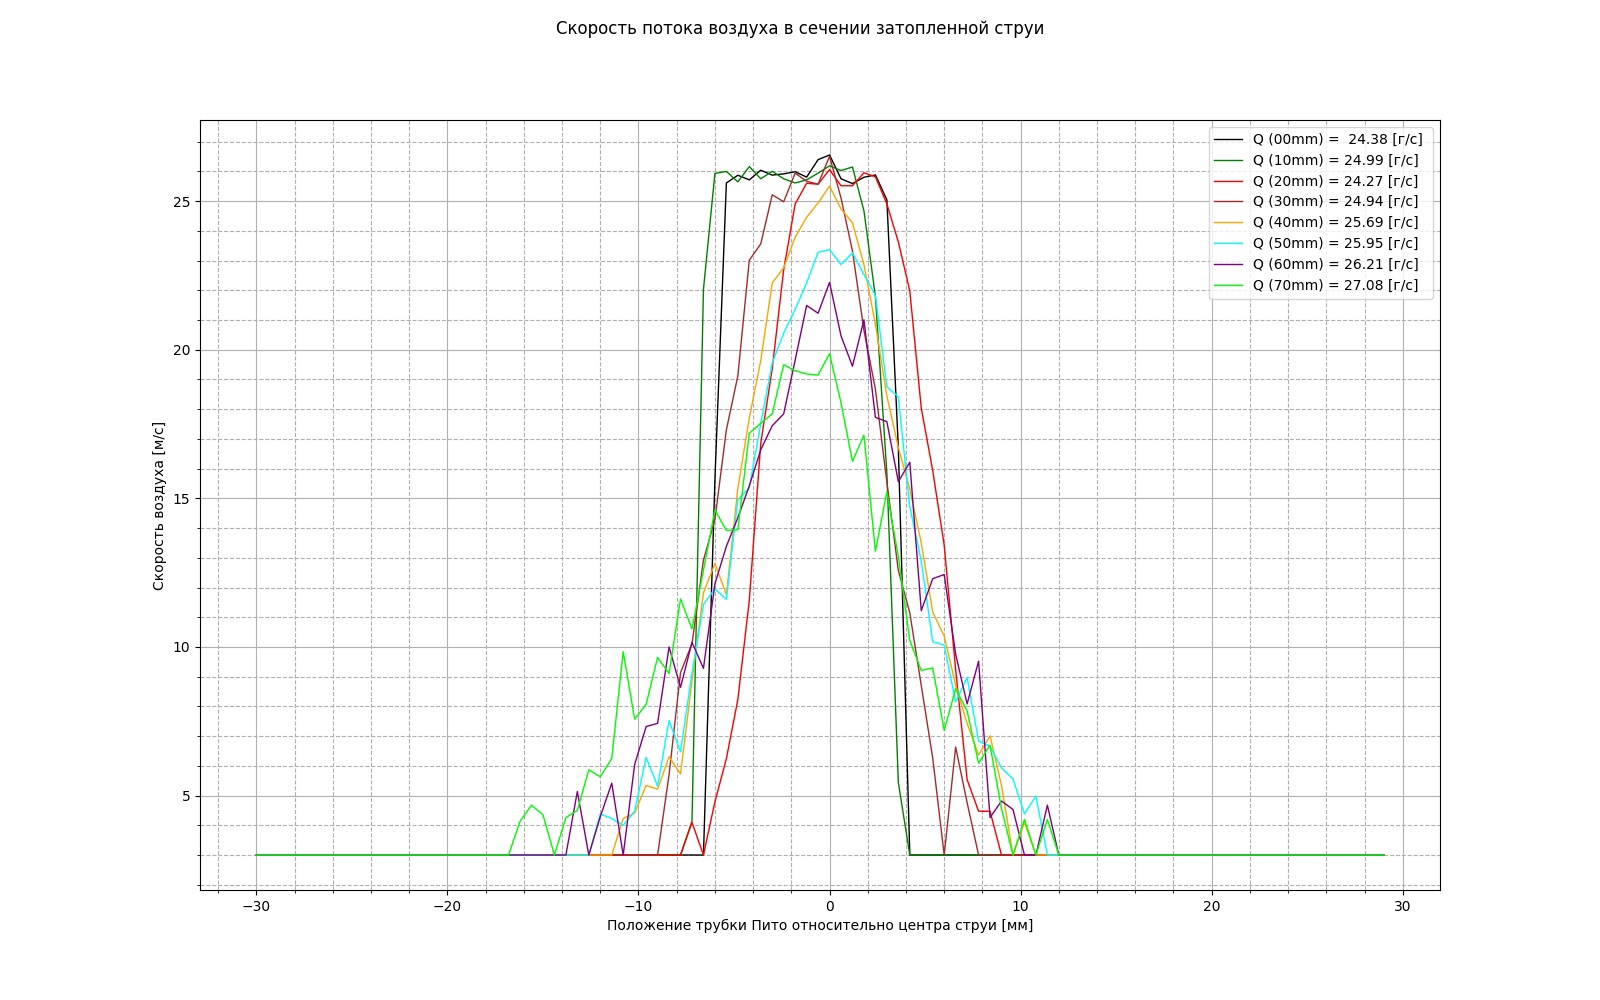 Скорость потока воздуха в сечении затопленной струи
Q (00mm) =  24.38 [г/с]
Q (10mm) = 24.99 [г/с]
Q (20mm) = 24.27 [г/с]
Q (30mm) = 24.94 [г/с]
Q (40mm) = 25.69 [г/с]
Q (50mm) = 25.95 [г/с]
Q (60mm) = 26.21 [г/с]
Q (70mm) = 27.08 [г/с]
Скорость воздуха [м/с]
25
20
15
10
5
−30 −20 −10 0 10 20 30
Положение трубки Пито относительно центра струи [мм]